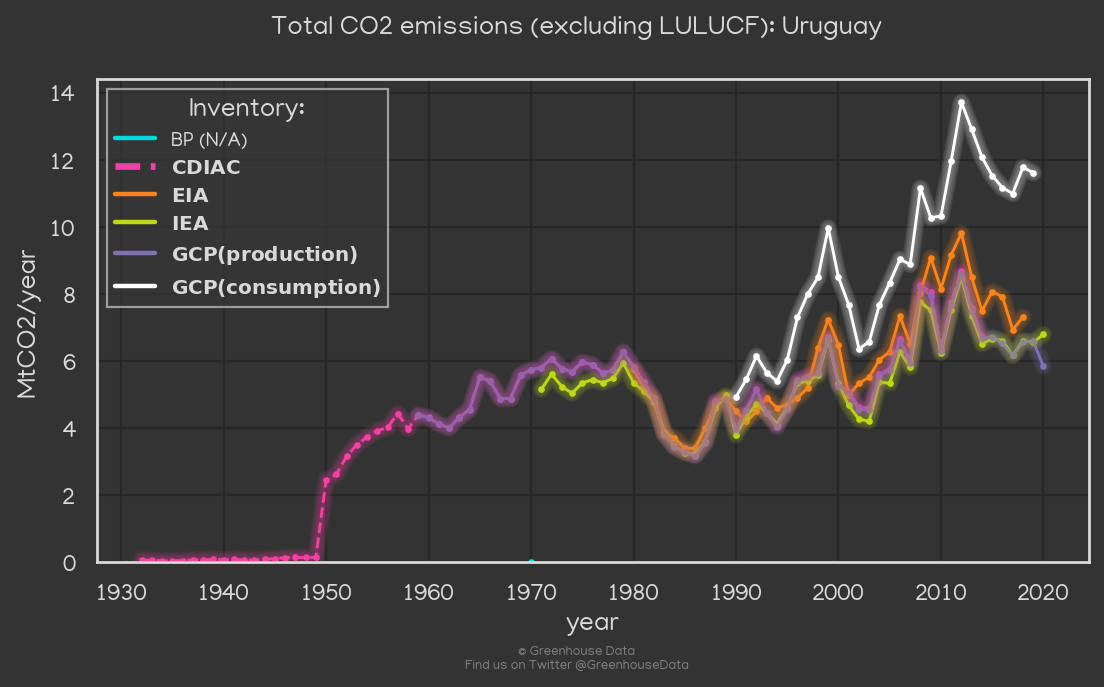 Total CO2 emissions (excluding LULUCF): Uruguay
Inventory:
BP (N/A)
CDIAC
EIA
IEA
GCP(production)
GCP(consumption)
MtCO2/year
14
12
10
8
6
4
2
0
1930 1940 1950 1960 1970 1980 1990 2000 2010 2020
year
© Greenhouse Data
Find us on Twitter @GreenhouseData